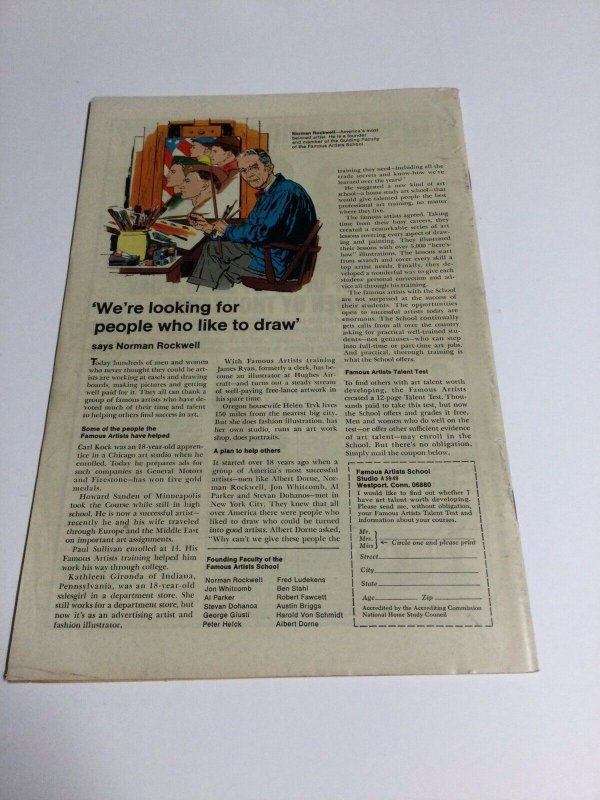 Norman Rockwell—America's most
beloved artist. He is a founder
and member of the Guiding Faculty
of the Famous Artists School.
'We're looking for
people who like to draw'
says Norman Rockwell
Today hundreds of men and women
who never thought they could be art-
ists are working at easels and drawing
boards, making pictures and getting
well paid for it. They all can thank a
group of famous artists who have de-
voted much of their time and talent
to helping others find success in art.
Some of the people the
Famous Artists have helped
Carl Kock was an 18-year-old appren-
tice in a Chicago art studio when he
enrolled. Today he prepares ads for
such companies as General Motors
and Firestone—has won five gold
medals.
Howard Sanden of Minneapolis
took the Course while still in high
school. He is now a successful artist—
recently he and his wife traveled
through Europe and the Middle East
on important art assignments.
Paul Sullivan enrolled at 14. His
Famous Artists training helped him
work his way through college.
Kathleen Gironda of Indiana,
Pennsylvania, was an 18-year-old
salesgirl in a department store. She
still works for a department store, but
now it's as an advertising artist and
fashion illustrator.
With Famous Artists training
James Ryan, formerly a clerk, has be-
come an illustrator at Hughes Air-
craft—and turns out a steady stream
of well-paying free-lance artwork in
his spare time.
Oregon housewife Helen Tryk lives
150 miles from the nearest big city.
But she does fashion illustration, has
her own studio, runs an art work
shop, does portraits.
A plan to help others
It started over 18 years ago when a
group of America's most successful
artists—men like Albert Dorne, Nor-
man Rockwell, Jon Whitcomb, Al
Parker and Stevan Dohanos—met in
New York City. They knew that all
over America there were people who
liked to draw who could be turned
into good artists. Albert Dorne asked,
"Why can't we give these people the
Founding Faculty of the
Famous Artists School
Norman Rockwell
Jon Whitcomb
Al Parker
Stevan Dohanos
George Giusti
Peter Helck
Fred Ludekens
Ben Stahl
Robert Fawcett
Austin Briggs
Harold Von Schmidt
Albert Dorne
training they need—including all the
trade secrets and know-how we've
learned over the years?"
He suggested a new kind of art
school—a home study art school—that
would give talented people the best
professional art training, no matter
where they live.
The famous artists agreed. Taking
time from their busy careers, they
created a remarkable series of art
lessons covering every aspect of draw-
ing and painting. They illustrated
their lessons with over 5,000 "here's-
how" illustrations. The lessons start
from scratch and cover every skill a
top artist needs. Finally, they de-
veloped a wonderful way to give each
student personal correction and ad-
vice all through his training.
The famous artists with the School
are not surprised at the success of
their students. The opportunities
open to successful artists today are
enormous. The School continually
gets calls from all over the country
asking for practical well-trained stu-
dents—not geniuses—who can step
into full-time or part-time art jobs.
And practical, thorough training is
what the School offers.
Famous Artists Talent Test
To find others with art talent worth
developing, the Famous Artists
created a 12-page Talent Test. Thou-
sands paid to take this test, but now
the School offers and grades it free.
Men and women who do well on the
test—or offer other sufficient evidence
of art talent—may enroll in the
School. But there's no obligation.
Simply mail the coupon below.
Famous Artists School
Studio
Westport, Conn. 06880
I would like to find out whether I
have art talent worth developing.
Please send me, without obligation,
your Famous Artists Talent Test and
information about your courses.
Mr.
Mrs.
Miss
Circle one and please print
Street
City
State
Age Zip
Accredited by the Accrediting Commission
National Home Study Council